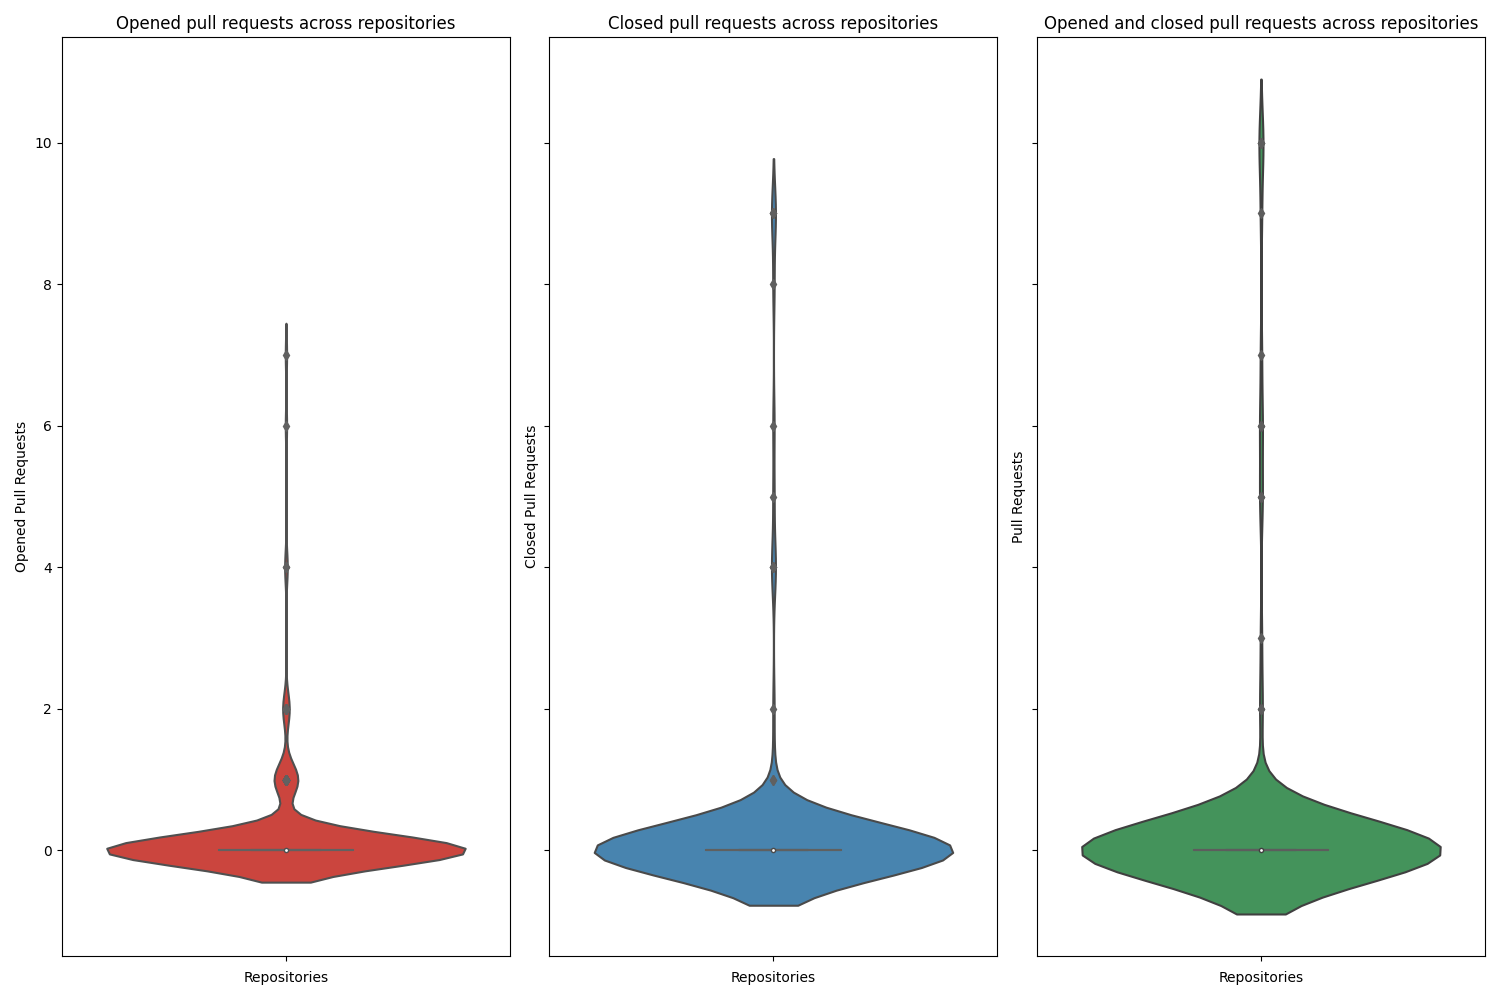 Opened pull requests across repositories
Closed pull requests across repositories
Opened and closed pull requests across repositories
10
8
6
4
2
0
Opened Pull Requests
Closed Pull Requests
Pull Requests
Repositories
Repositories
Repositories